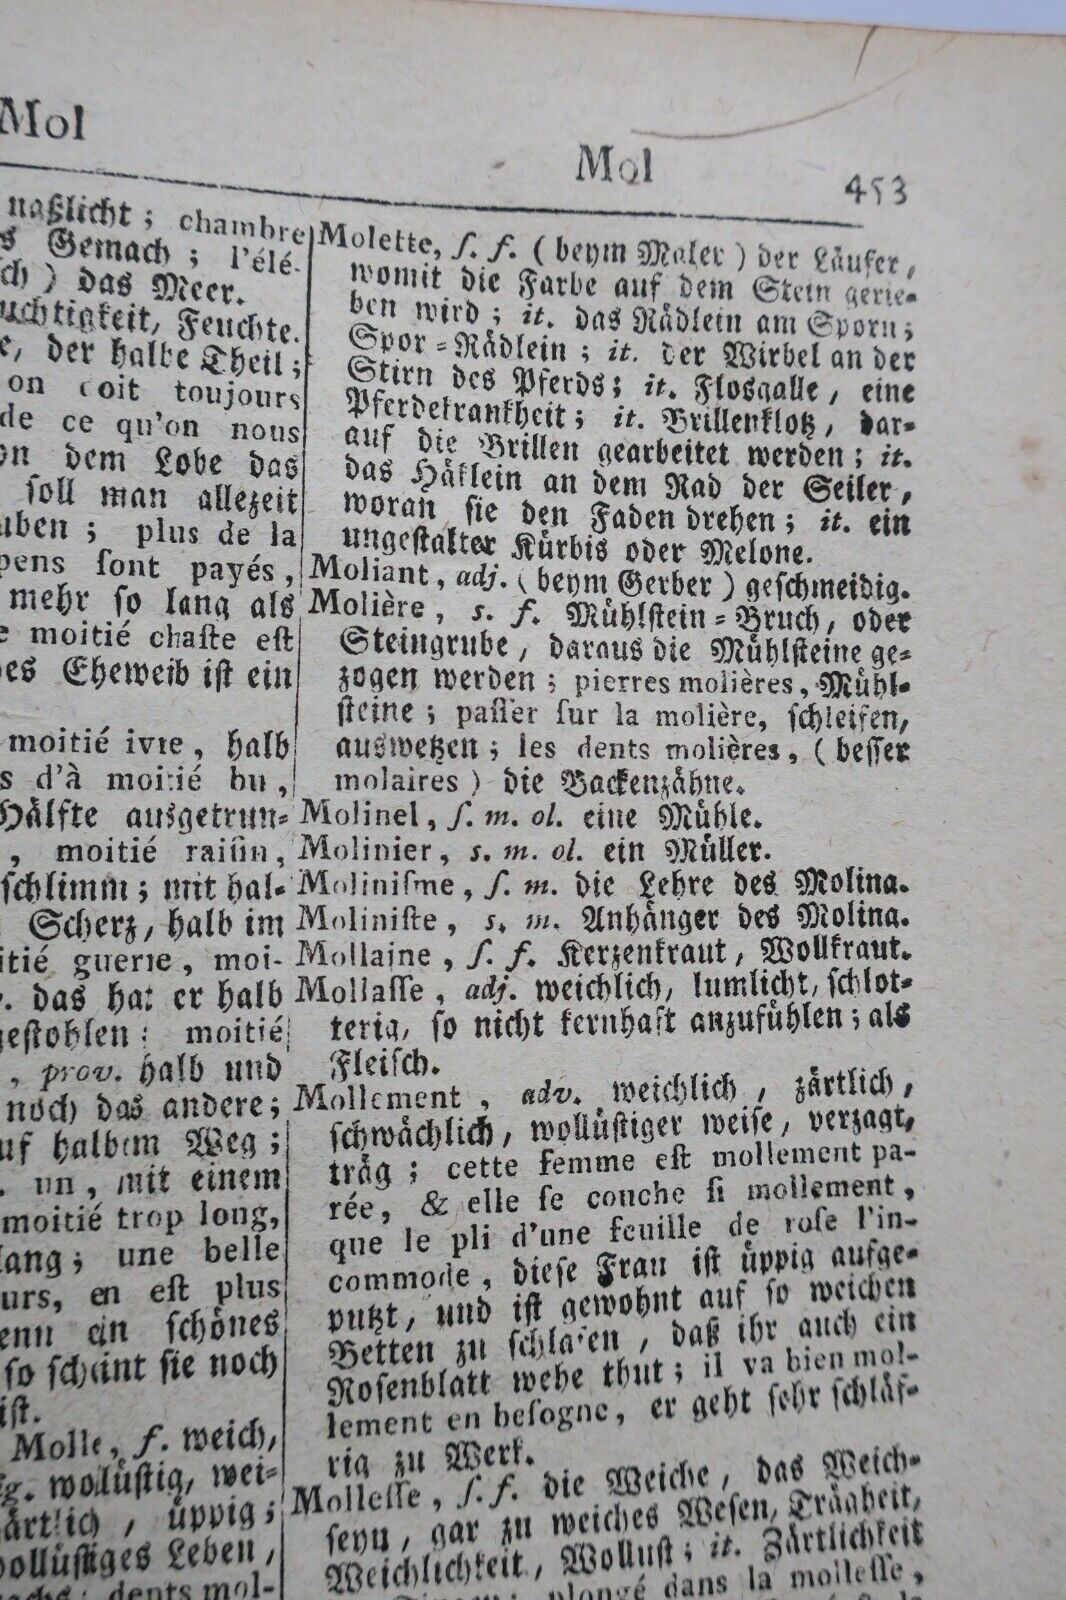 Mol
naßlicht; chambre
Gemach; l'élé-
) das Meer.
Feuchte.
der halbe Theil;
on doit toujours
de ce qu'on nous
dem Lobe das
soll man allezeit
; plus de la
ſont payés,
mehr so lang als
moitié chaſte eſt
Eheweib ist ein
moitié ivre, halb
d'à moitié bu,
Hälfte ausgetrun-
, moitié raiſin,
schlimm; mit hal-
Scherz, halb im
guerre, moi-
. das hat er halb
gestohlen: moitié
, prov. halb und
noch das andere;
auf halbem Weg;
. un, mit einem
moitié trop long,
lang; une belle
en eſt plus
wenn ein schönes
so scheint sie noch
ist.
Molle, f. weich,
wollüstig, wei-
zärtlich, üppig;
wollüstiges Leben,
; dents mol-
Mol 453
Molette, ſ. f. (beym Maler) der Läufer,
womit die Farbe auf dem Stein gerie-
ben wird; it. das Rädlein am Sporn;
Spor-Rädlein; it. der Wirbel an der
Stirn des Pferds; it. Flosgalle, eine
Pferdekrankheit; it. Brillenklotz, dar-
auf die Brillen gearbeitet werden; it.
das Häklein an dem Rad der Seiler,
woran sie den Faden drehen; it. ein
ungestalter Kürbis oder Melone.
Moliant, adj. (beym Gerber) geschmeidig.
Molière, s. f. Mühlstein-Bruch, oder
Steingrube, daraus die Mühlsteine ge-
zogen werden; pierres molières, Mühl-
steine; paſſer ſur la molière, schleifen,
auswetzen; les dents molières, (besser
molaires) die Backenzähne.
Molinel, ſ. m. ol. eine Mühle.
Molinier, s. m. ol. ein Müller.
Moliniſme, ſ. m. die Lehre des Molina.
Moliniſte, s. m. Anhänger des Molina.
Mollaine, ſ. f. Kerzenkraut, Wollkraut.
Mollaſſe, adj. weichlich, lumlicht, schlot-
terig, so nicht kernhaft anzufühlen; als
Fleisch.
Mollement, adv. weichlich, zärtlich,
schwächlich, wollüstiger weise, verzagt,
träg; cette femme eſt mollement pa-
rée, & elle ſe couche ſi mollement,
que le pli d'une feuille de roſe l'in-
commode, diese Frau ist üppig aufge-
putzt, und ist gewohnt auf so weichen
Betten zu schlafen, daß ihr auch ein
Rosenblatt wehe thut; il va bien mol-
lement en beſogne, er geht sehr schläf-
rig zu Werk.
Molleſſe, ſ. f. die Weiche, das Weich-
seyn, gar zu weiches Wesen, Trägheit,
Weichlichkeit, Wollust; it. Zärtlichkeit
plongé dans la molleſſe,